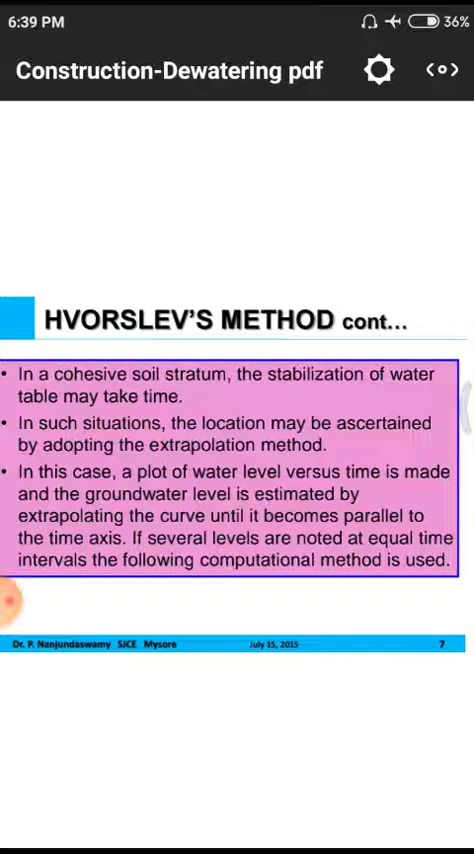 6:39 PM
36%
Construction-Dewatering pdf
HVORSLEV'S METHOD cont...
• In a cohesive soil stratum, the stabilization of water
table may take time.
• In such situations, the location may be ascertained
by adopting the extrapolation method.
• In this case, a plot of water level versus time is made
and the groundwater level is estimated by
extrapolating the curve until it becomes parallel to
the time axis. If several levels are noted at equal time
intervals the following computational method is used.
Dr. P. Nanjundaswamy SJCE Mysore July 15, 2015 7